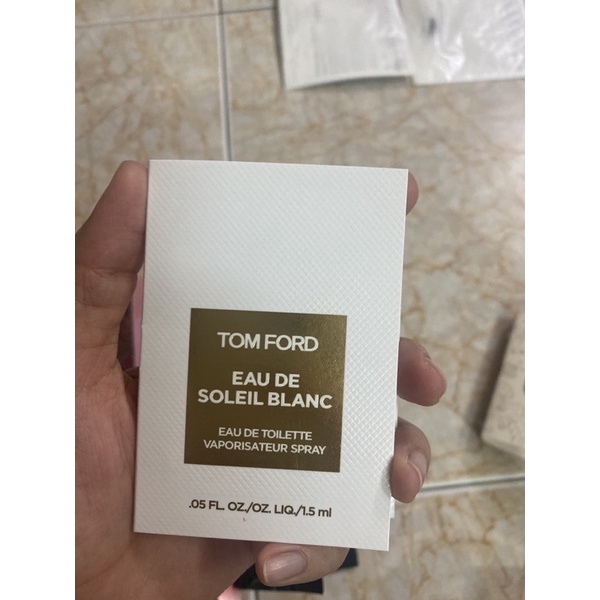 TOM FORD
EAU DE
SOLEIL BLANC
EAU DE TOILETTE
VAPORISATEUR SPRAY
.05 FL. OZ./OZ. LIQ./1.5 ml